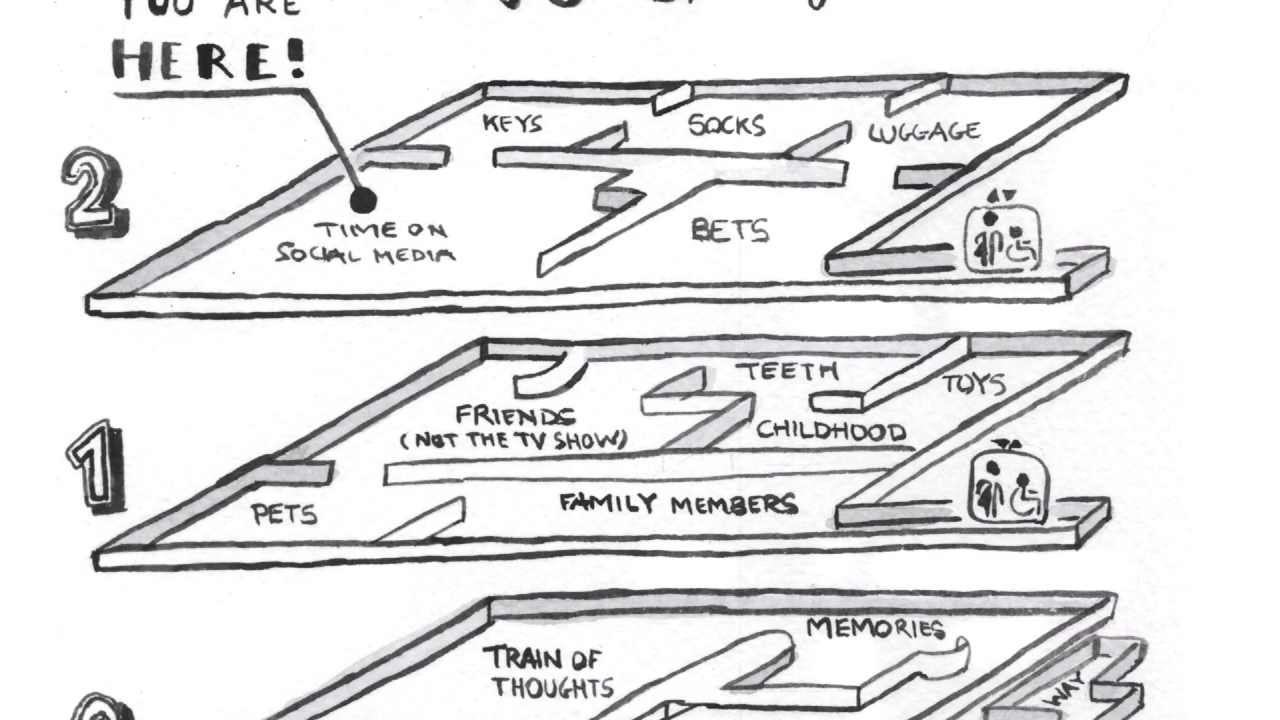 YOU ARE
HERE!
2
KEYS
SOCKS
LUGGAGE
TIME ON
SOCIAL MEDIA
BETS
1
TEETH
TOYS
FRIENDS
(NOT THE TV SHOW)
CHILDHOOD
PETS
FAMILY MEMBERS
MEMORIES
TRAIN OF
THOUGHTS
WAY